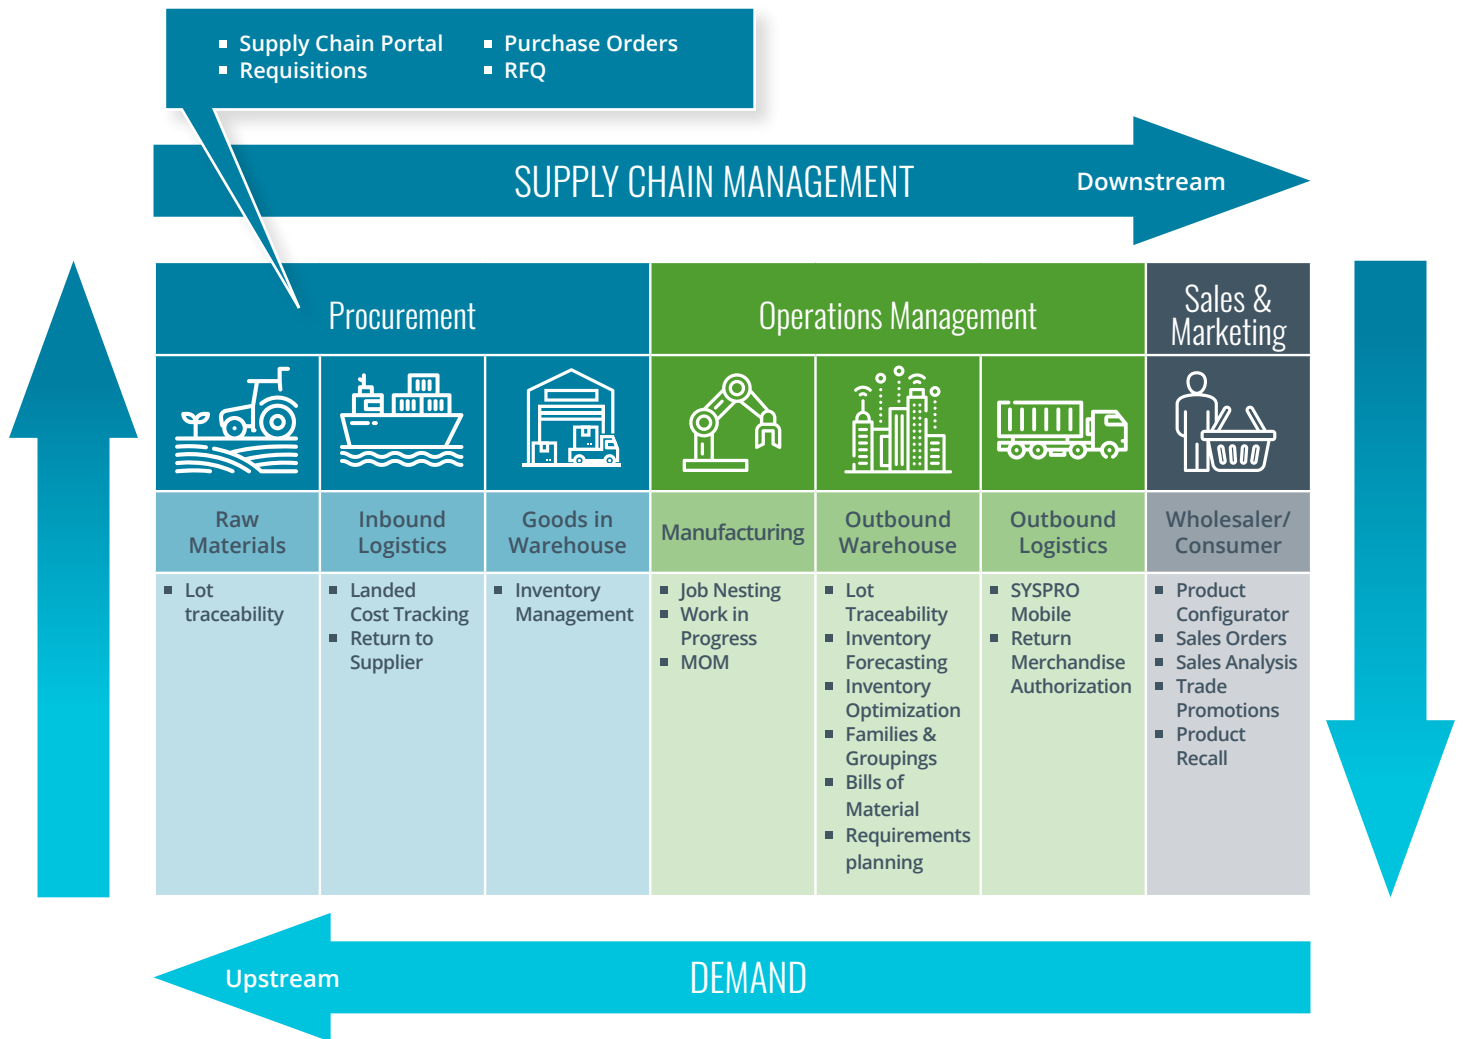 Supply Chain Portal
Requisitions
Purchase Orders
RFQ
SUPPLY CHAIN MANAGEMENT
Downstream
Procurement
Operations Management
Sales &
Marketing
Raw
Materials
Inbound
Logistics
Goods in
Warehouse
Manufacturing
Outbound
Warehouse
Outbound
Logistics
Wholesaler/
Consumer
Lot
traceability
Landed
Cost Tracking
Return to
Supplier
Inventory
Management
Job Nesting
Work in
Progress
MOM
Lot
Traceability
Inventory
Forecasting
Inventory
Optimization
Families &
Groupings
Bills of
Material
Requirements
planning
SYSPRO
Mobile
Return
Merchandise
Authorization
Product
Configurator
Sales Orders
Sales Analysis
Trade
Promotions
Product
Recall
Upstream
DEMAND